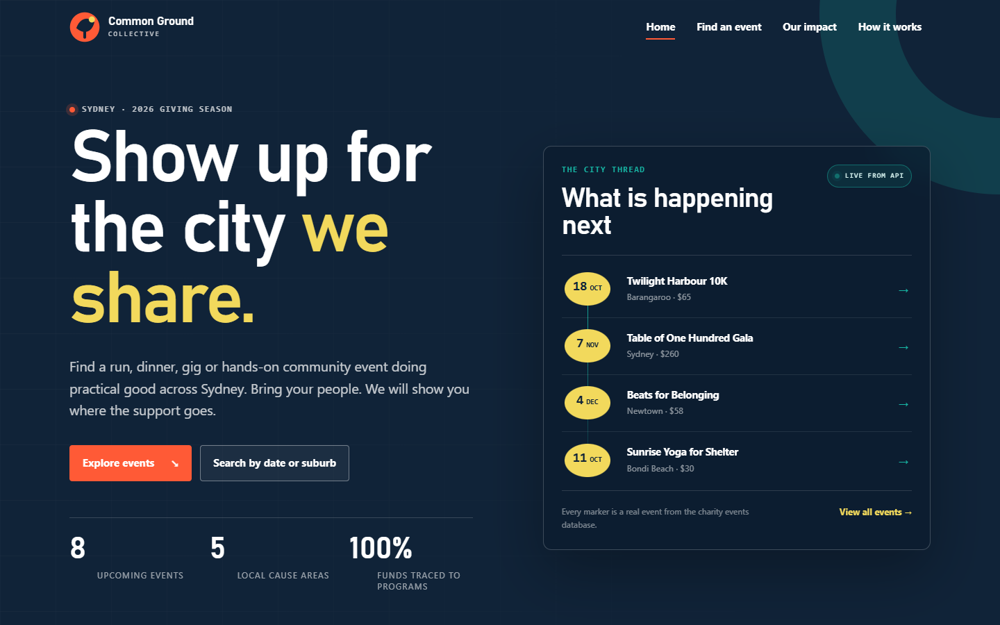 Common Ground
COLLECTIVE
Home
Find an event
Our impact
How it works
SYDNEY · 2026 GIVING SEASON
Show up for
the city we
share.
Find a run, dinner, gig or hands-on community event doing
practical good across Sydney. Bring your people. We will show you
where the support goes.
Explore events ↘
Search by date or suburb
8
UPCOMING EVENTS
5
LOCAL CAUSE AREAS
100%
FUNDS TRACED TO
PROGRAMS
THE CITY THREAD
LIVE FROM API
What is happening
next
18 OCT
Twilight Harbour 10K
Barangaroo · $65
→
7 NOV
Table of One Hundred Gala
Sydney · $260
→
4 DEC
Beats for Belonging
Newtown · $58
→
11 OCT
Sunrise Yoga for Shelter
Bondi Beach · $30
→
Every marker is a real event from the charity events
database.
View all events →